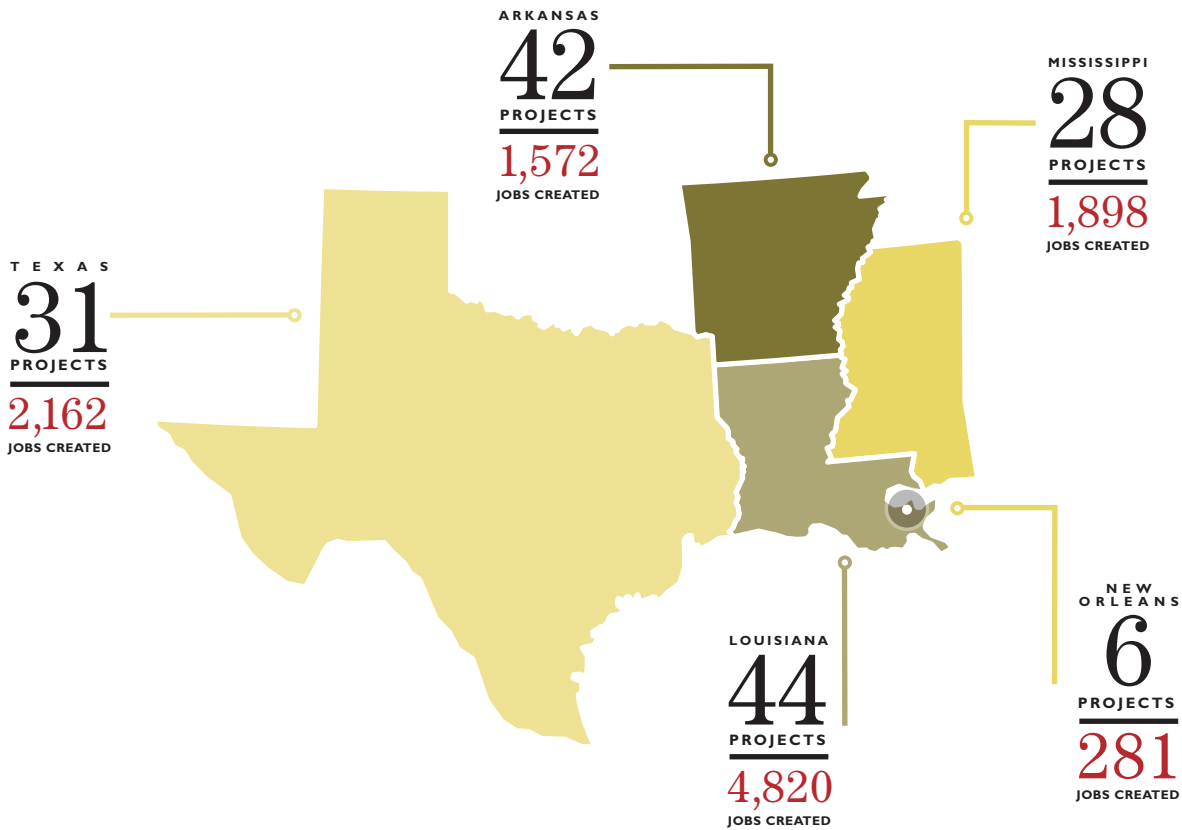 ARKANSAS
42
PROJECTS
1,572
JOBS CREATED
MISSISSIPPI
28
PROJECTS
1,898
JOBS CREATED
TEXAS
31
PROJECTS
2,162
JOBS CREATED
LOUISIANA
44
PROJECTS
4,820
JOBS CREATED
NEW
ORLEANS
6
PROJECTS
281
JOBS CREATED